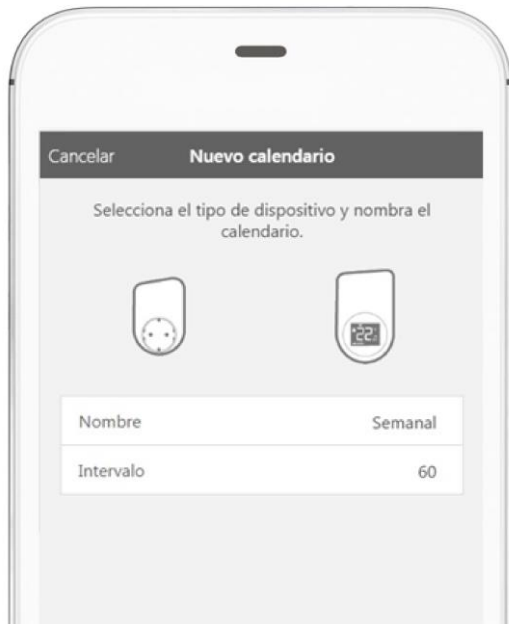 Cancelar Nuevo calendario
Selecciona el tipo de dispositivo y nombra el
calendario.
22
Nombre Semanal
Intervalo 60